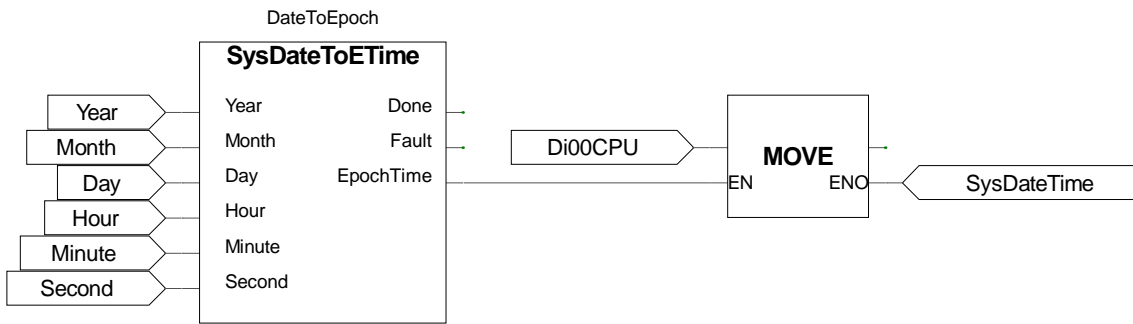 DateToEpoch
SysDateToETime
Year Year Done
Month Month Fault Di00CPU MOVE
Day Day EpochTime EN ENO SysDateTime
Hour Hour
Minute Minute
Second Second